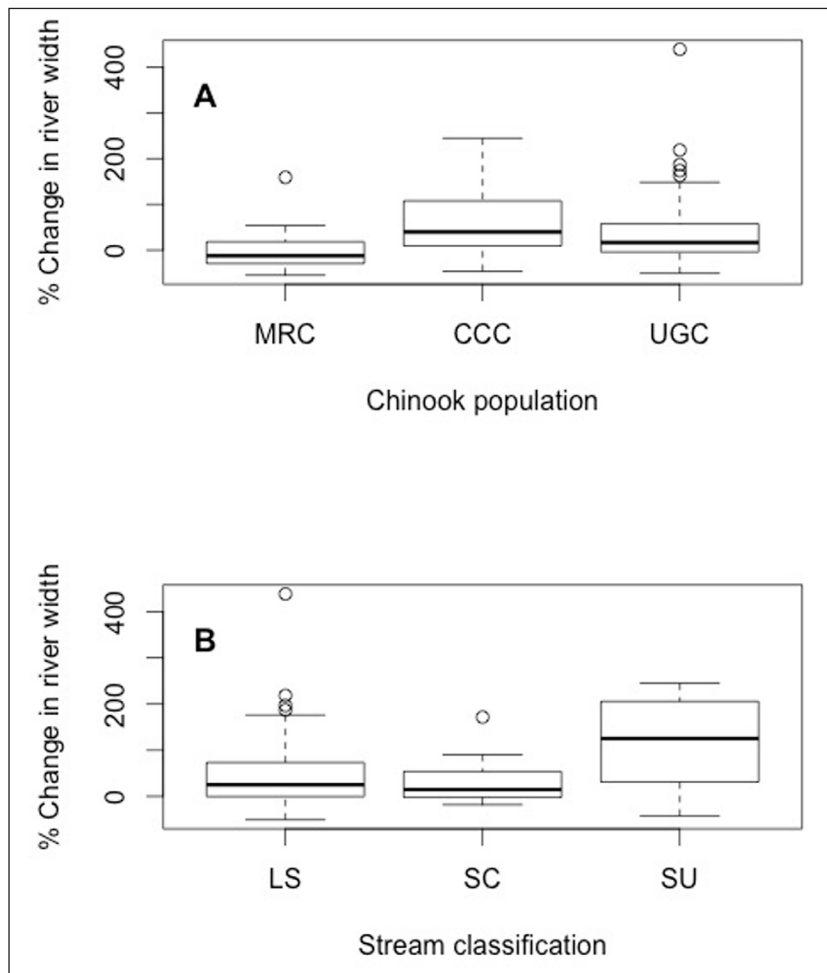 % Change in river width
400
200
0
A
MRC CCC UGC
Chinook population
% Change in river width
400
200
0
B
LS SC SU
Stream classification